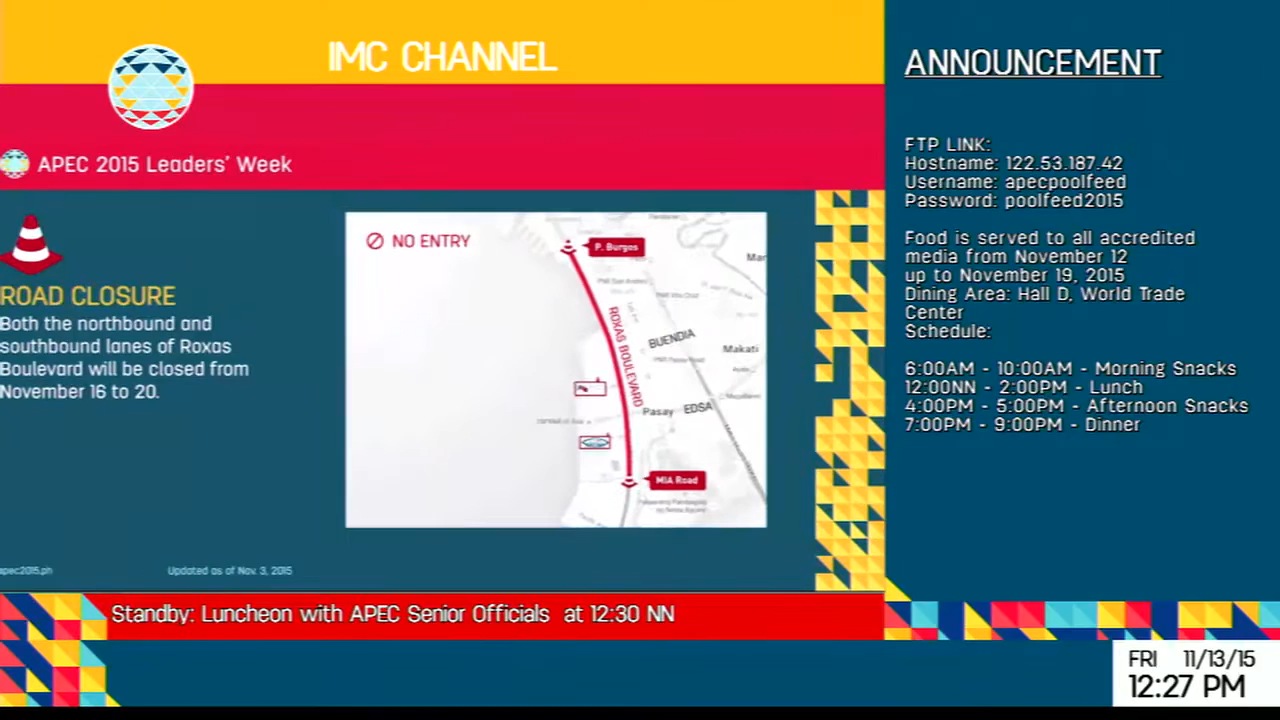 IMC CHANNEL
APEC 2015 Leaders' Week
ROAD CLOSURE
Both the northbound and
southbound lanes of Roxas
Boulevard will be closed from
November 16 to 20.
apec2015.ph
Updated as of Nov. 3, 2015
NO ENTRY
P. Burgos
ROXAS BOULEVARD
BUENDIA
Makati
Pasay
EDSA
MIA Road
Standby: Luncheon with APEC Senior Officials at 12:30 NN
ANNOUNCEMENT
FTP LINK:
Hostname: 122.53.187.42
Username: apecpoolfeed
Password: poolfeed2015
Food is served to all accredited
media from November 12
up to November 19, 2015
Dining Area: Hall D, World Trade
Center
Schedule:
6:00AM - 10:00AM - Morning Snacks
12:00NN - 2:00PM - Lunch
4:00PM - 5:00PM - Afternoon Snacks
7:00PM - 9:00PM - Dinner
FRI 11/13/15
12:27 PM